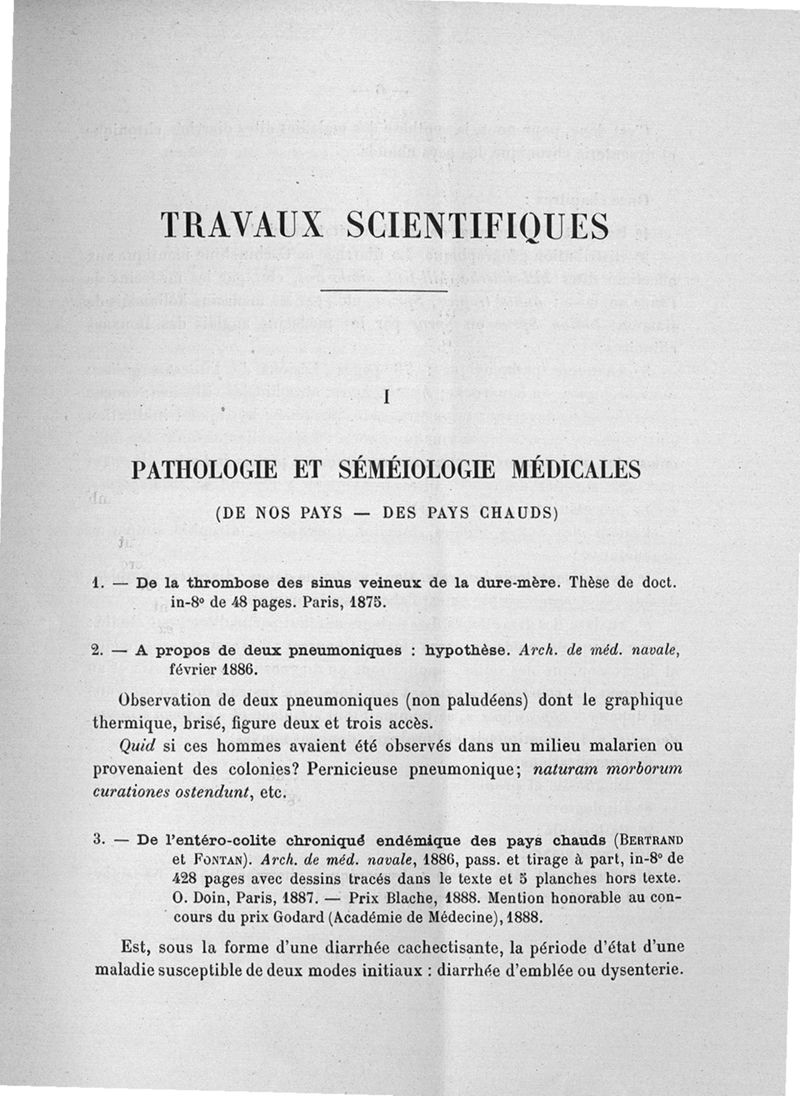 TRAVAUX SCIENTIFIQUES
I
PATHOLOGIE ET SÉMÉIOLOGIE MÉDICALES
(DE NOS PAYS — DES PAYS CHAUDS)
1. — De la thrombose des sinus veineux de la dure-mère. Thèse de doct.
in-8º de 48 pages. Paris, 1875.
2. — A propos de deux pneumoniques : hypothèse. Arch. de méd. navale,
février 1886.
Observation de deux pneumoniques (non paludéens) dont le graphique
thermique, brisé, figure deux et trois accès.
Quid si ces hommes avaient été observés dans un milieu malarien ou
provenaient des colonies? Pernicieuse pneumonique; naturam morborum
curationes ostendunt, etc.
3. — De l'entéro-colite chroniqué endémique des pays chauds (BERTRAND
et FONTAN). Arch. de méd. navale, 1886, pass. et tirage à part, in-8º de
428 pages avec dessins tracés dans le texte et 5 planches hors texte.
O. Doin, Paris, 1887. — Prix Blache, 1888. Mention honorable au con-
cours du prix Godard (Académie de Médecine), 1888.
Est, sous la forme d'une diarrhée cachectisante, la période d'état d'une
maladie susceptible de deux modes initiaux : diarrhée d'emblée ou dysenterie.